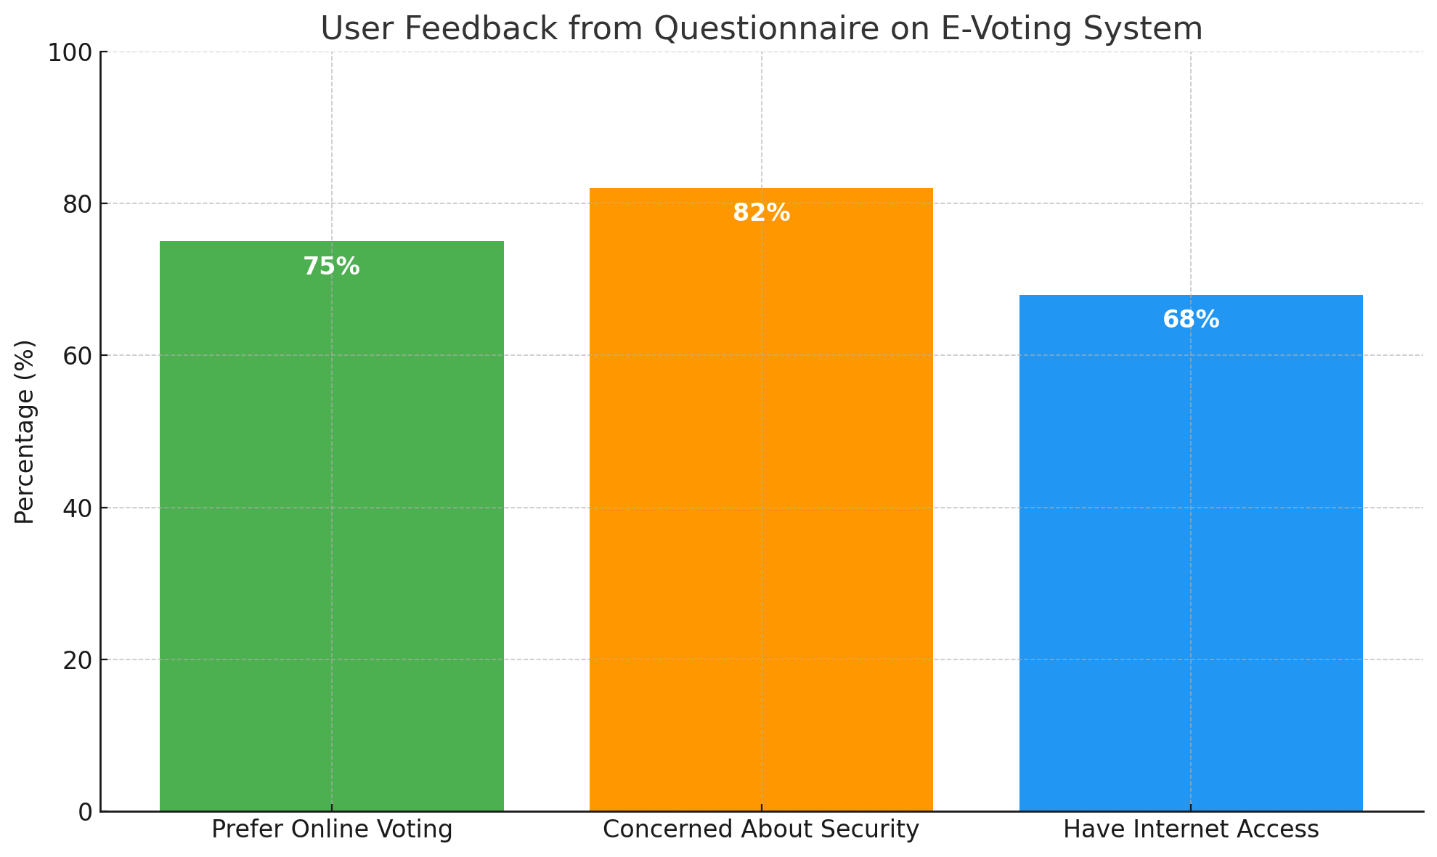 User Feedback from Questionnaire on E-Voting System
Percentage (%)
100
80
60
40
20
0
75%
82%
68%
Prefer Online Voting
Concerned About Security
Have Internet Access